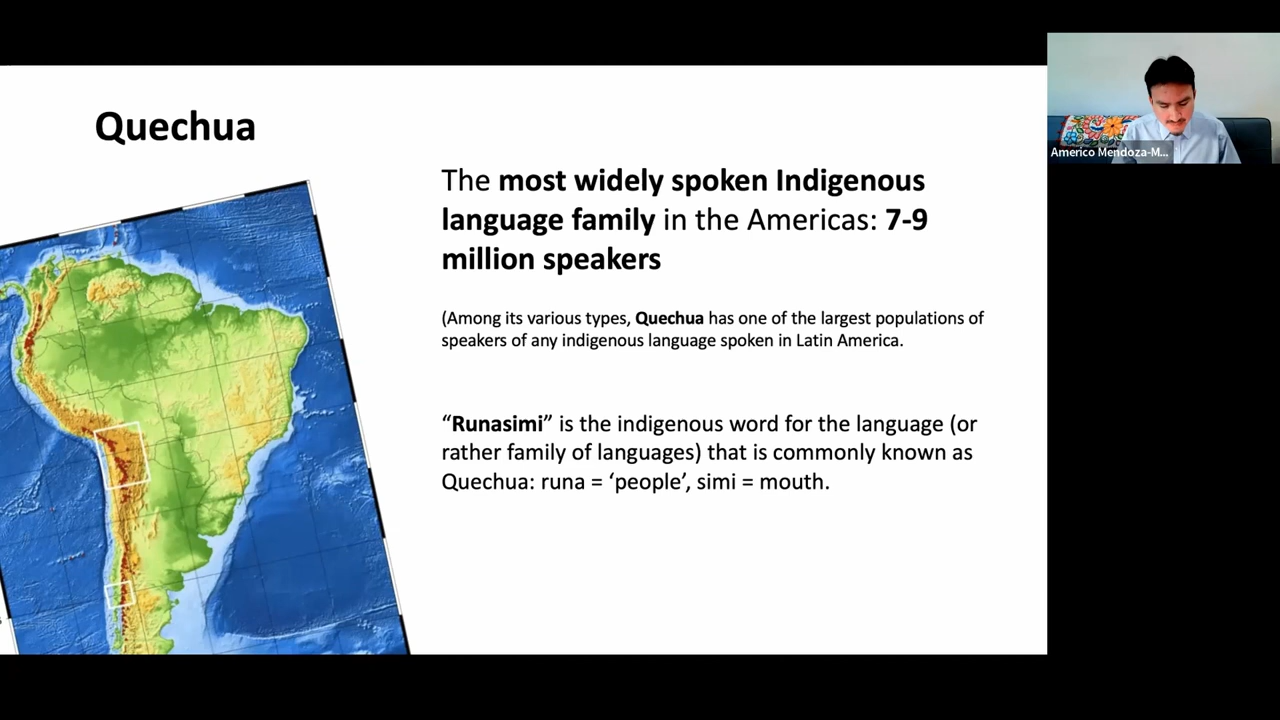 Quechua
The most widely spoken Indigenous
language family in the Americas: 7-9
million speakers
(Among its various types, Quechua has one of the largest populations of
speakers of any indigenous language spoken in Latin America.
“Runasimi” is the indigenous word for the language (or
rather family of languages) that is commonly known as
Quechua: runa = ‘people’, simi = mouth.
Americo Mendoza-M...